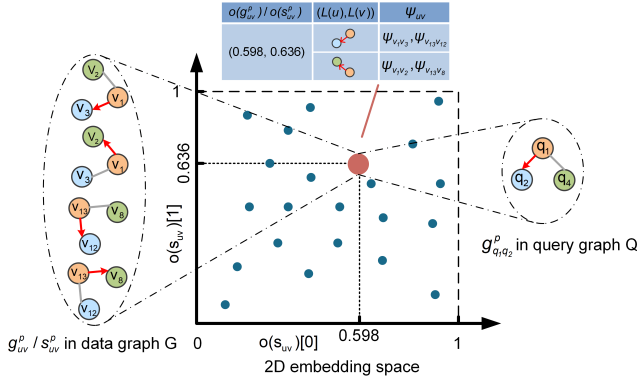 o(g^p_uv) / o(s^p_uv) (L(u),L(v)) Ψ_uv
(0.598, 0.636) Ψ_v1v3, Ψ_v13v12
Ψ_v1v2, Ψ_v13v8
V2
V1
V3
V2
V1
V3
V13
V8
V12
V13
V8
V12
1
0.636
o(s_uv)[1]
q1
q2
q4
g^p_q1q2 in query graph Q
g^p_uv / s^p_uv in data graph G
0 o(s_uv)[0] 0.598 1
2D embedding space